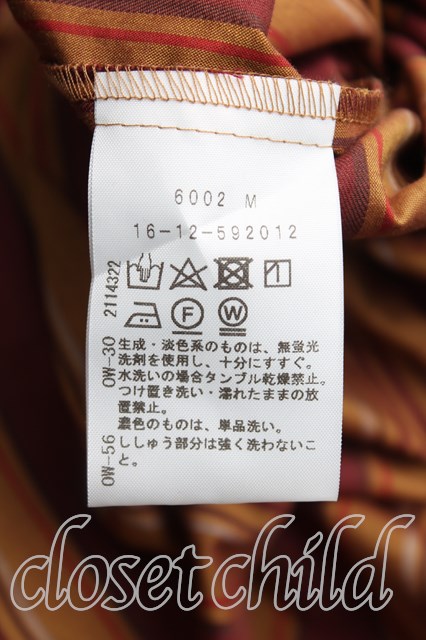 6002 M
16-12-592012
2114322
F W
OW-30
生成・淡色系のものは、無蛍光
洗剤を使用し、十分にすすぐ。
水洗いの場合タンブル乾燥禁止。
つけ置き洗い・濡れたままの放
置禁止。
濃色のものは、単品洗い。
OW-56
ししゅう部分は強く洗わないこ
と。
closet child